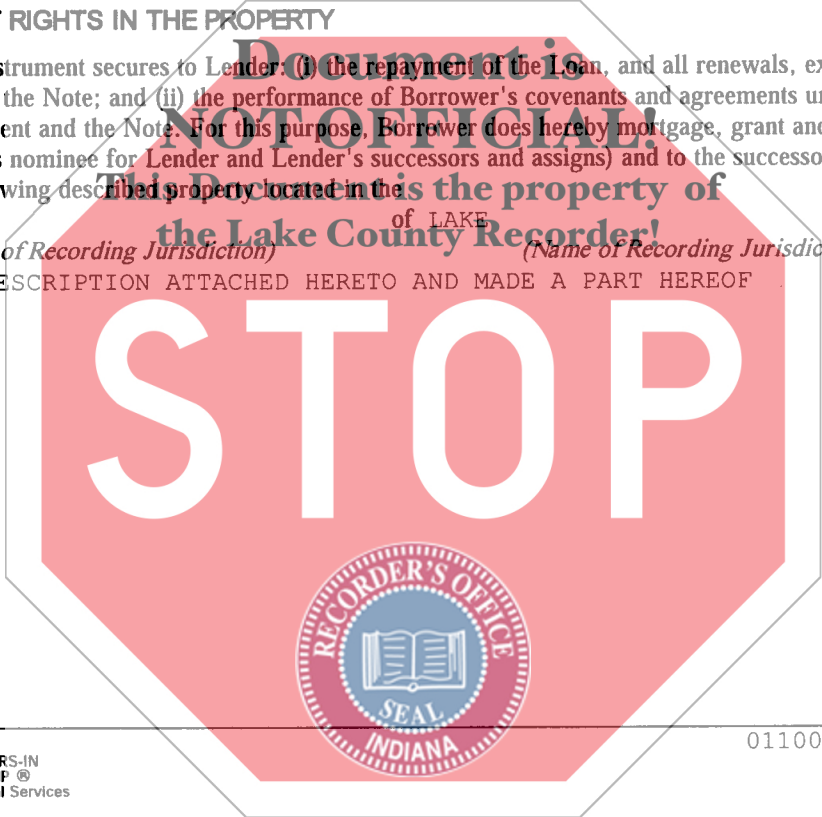 RIGHTS IN THE PROPERTY
Document is
strument secures to Lender: (i) the repayment of the Loan, and all renewals, ex
the Note; and (ii) the performance of Borrower's covenants and agreements u
NOT OFFICIAL!
ent and the Note. For this purpose, Borrower does hereby mortgage, grant and
nominee for Lender and Lender's successors and assigns) and to the successo
This Document is the property of
wing described property located in the
of LAKE
the Lake County Recorder!
of Recording Jurisdiction) (Name of Recording Jurisdic
ESCRIPTION ATTACHED HERETO AND MADE A PART HEREOF
STOP
RECORDER'S OFFICE
SEAL
INDIANA
01100
RS-IN
P ®
l Services